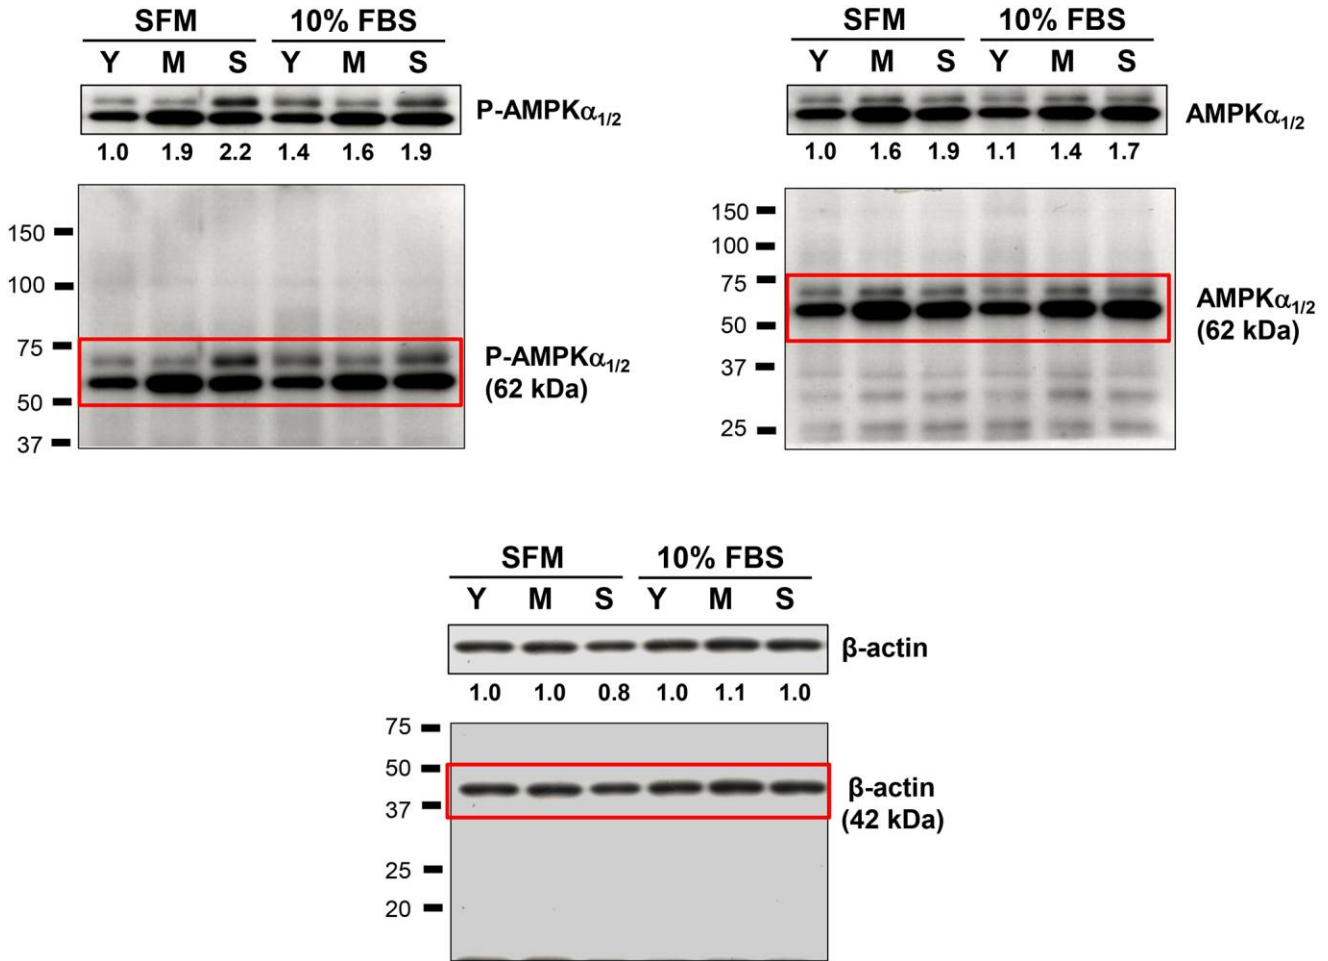 SFM 10% FBS
Y M S Y M S
P-AMPKα1/2
1.0 1.9 2.2 1.4 1.6 1.9
150
100
75
50
37
P-AMPKα1/2
(62 kDa)
SFM 10% FBS
Y M S Y M S
AMPKα1/2
1.0 1.6 1.9 1.1 1.4 1.7
150
100
75
50
37
25
AMPKα1/2
(62 kDa)
SFM 10% FBS
Y M S Y M S
β-actin
1.0 1.0 0.8 1.0 1.1 1.0
75
50
37
25
20
β-actin
(42 kDa)